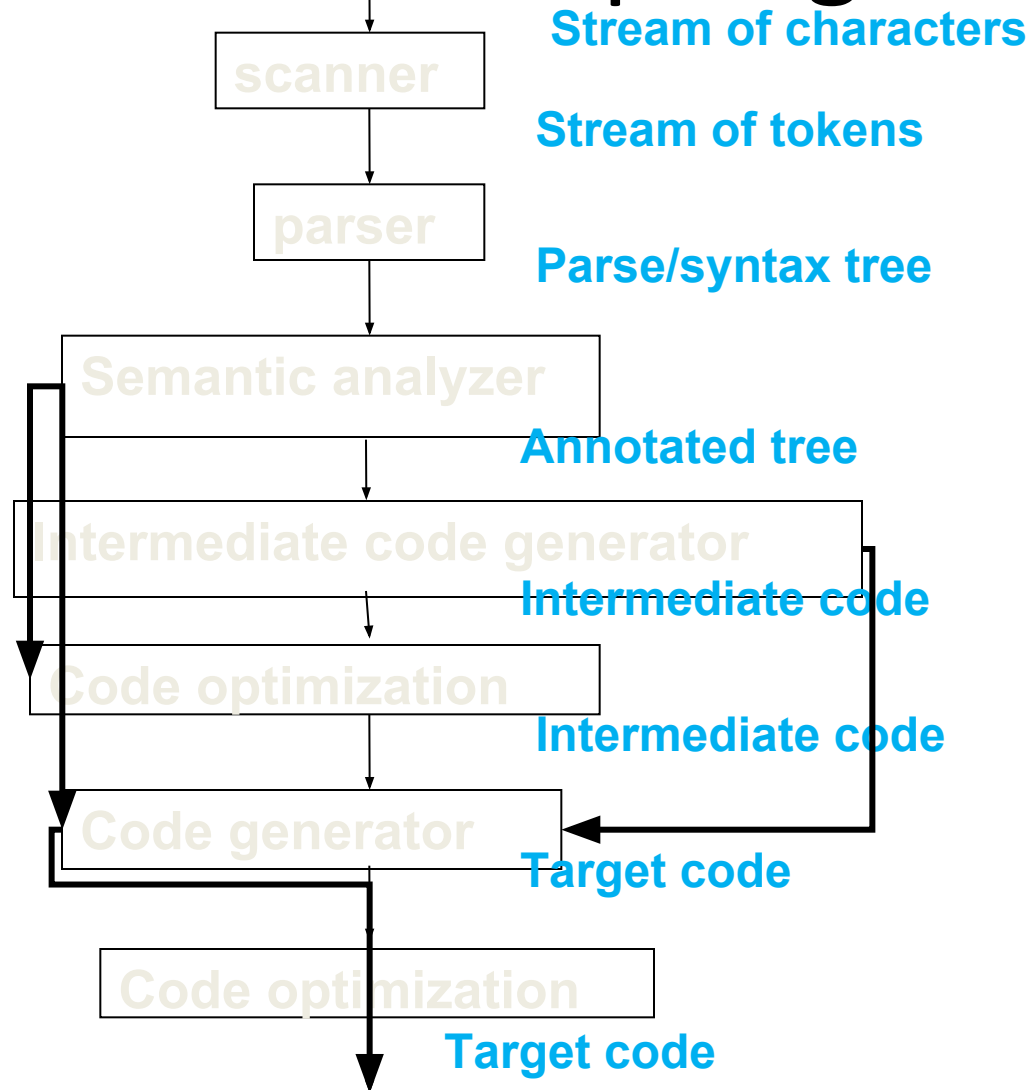 Stream of characters
scanner
Stream of tokens
parser
Parse/syntax tree
Semantic analyzer
Annotated tree
Intermediate code generator
Intermediate code
Code optimization
Intermediate code
Code generator
Target code
Code optimization
Target code